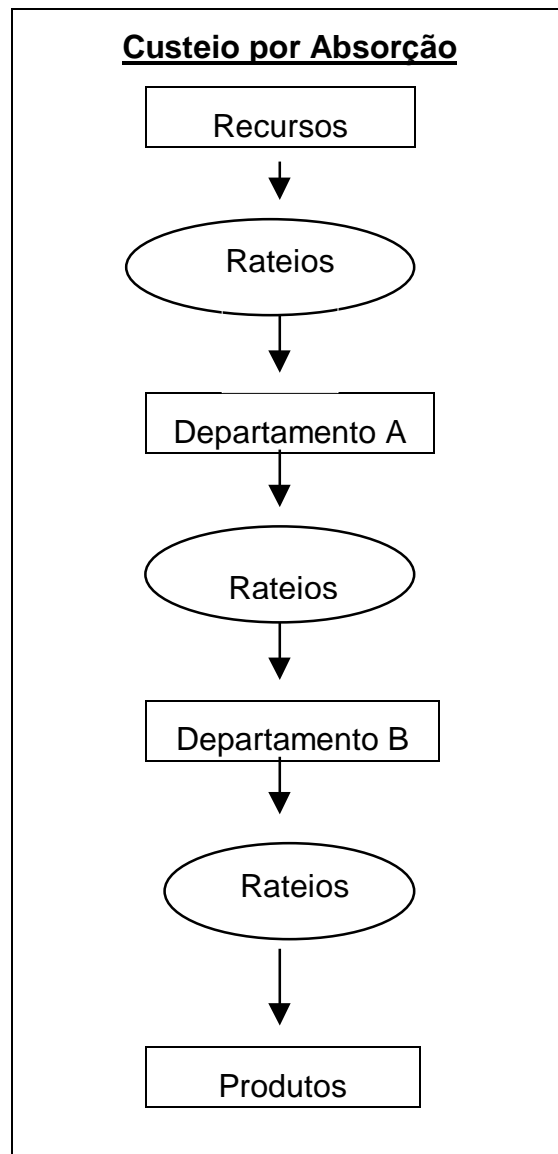 Custeio por Absorção
Recursos
Rateios
Departamento A
Rateios
Departamento B
Rateios
Produtos